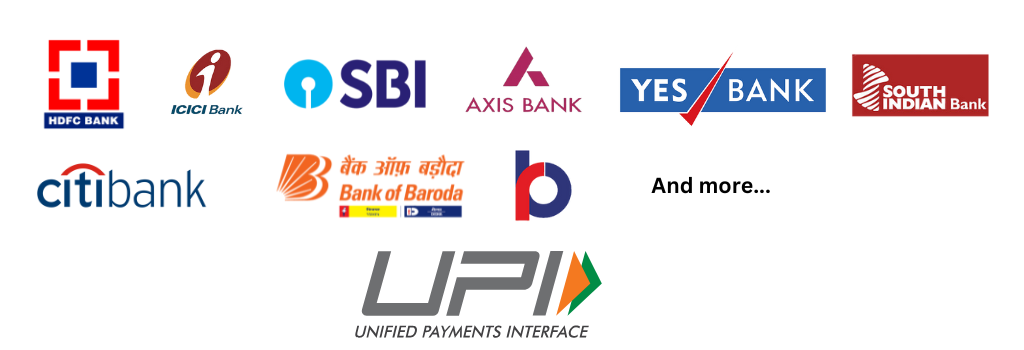 HDFC BANK
ICICI Bank
SBI
AXIS BANK
YES BANK
SOUTH
INDIAN Bank
citibank
बैंक ऑफ़ बड़ौदा
Bank of Baroda
And more...
UPI
UNIFIED PAYMENTS INTERFACE